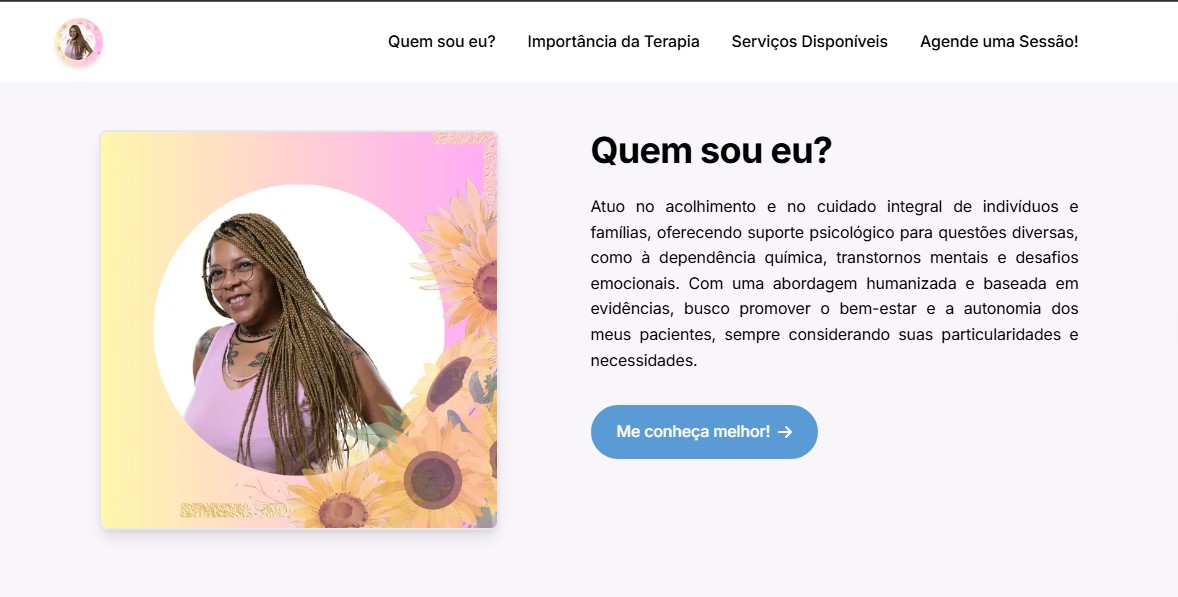 Quem sou eu?
Importância da Terapia
Serviços Disponíveis
Agende uma Sessão!
Quem sou eu?
Atuo no acolhimento e no cuidado integral de indivíduos e
famílias, oferecendo suporte psicológico para questões diversas,
como à dependência química, transtornos mentais e desafios
emocionais. Com uma abordagem humanizada e baseada em
evidências, busco promover o bem-estar e a autonomia dos
meus pacientes, sempre considerando suas particularidades e
necessidades.
Me conheça melhor! →